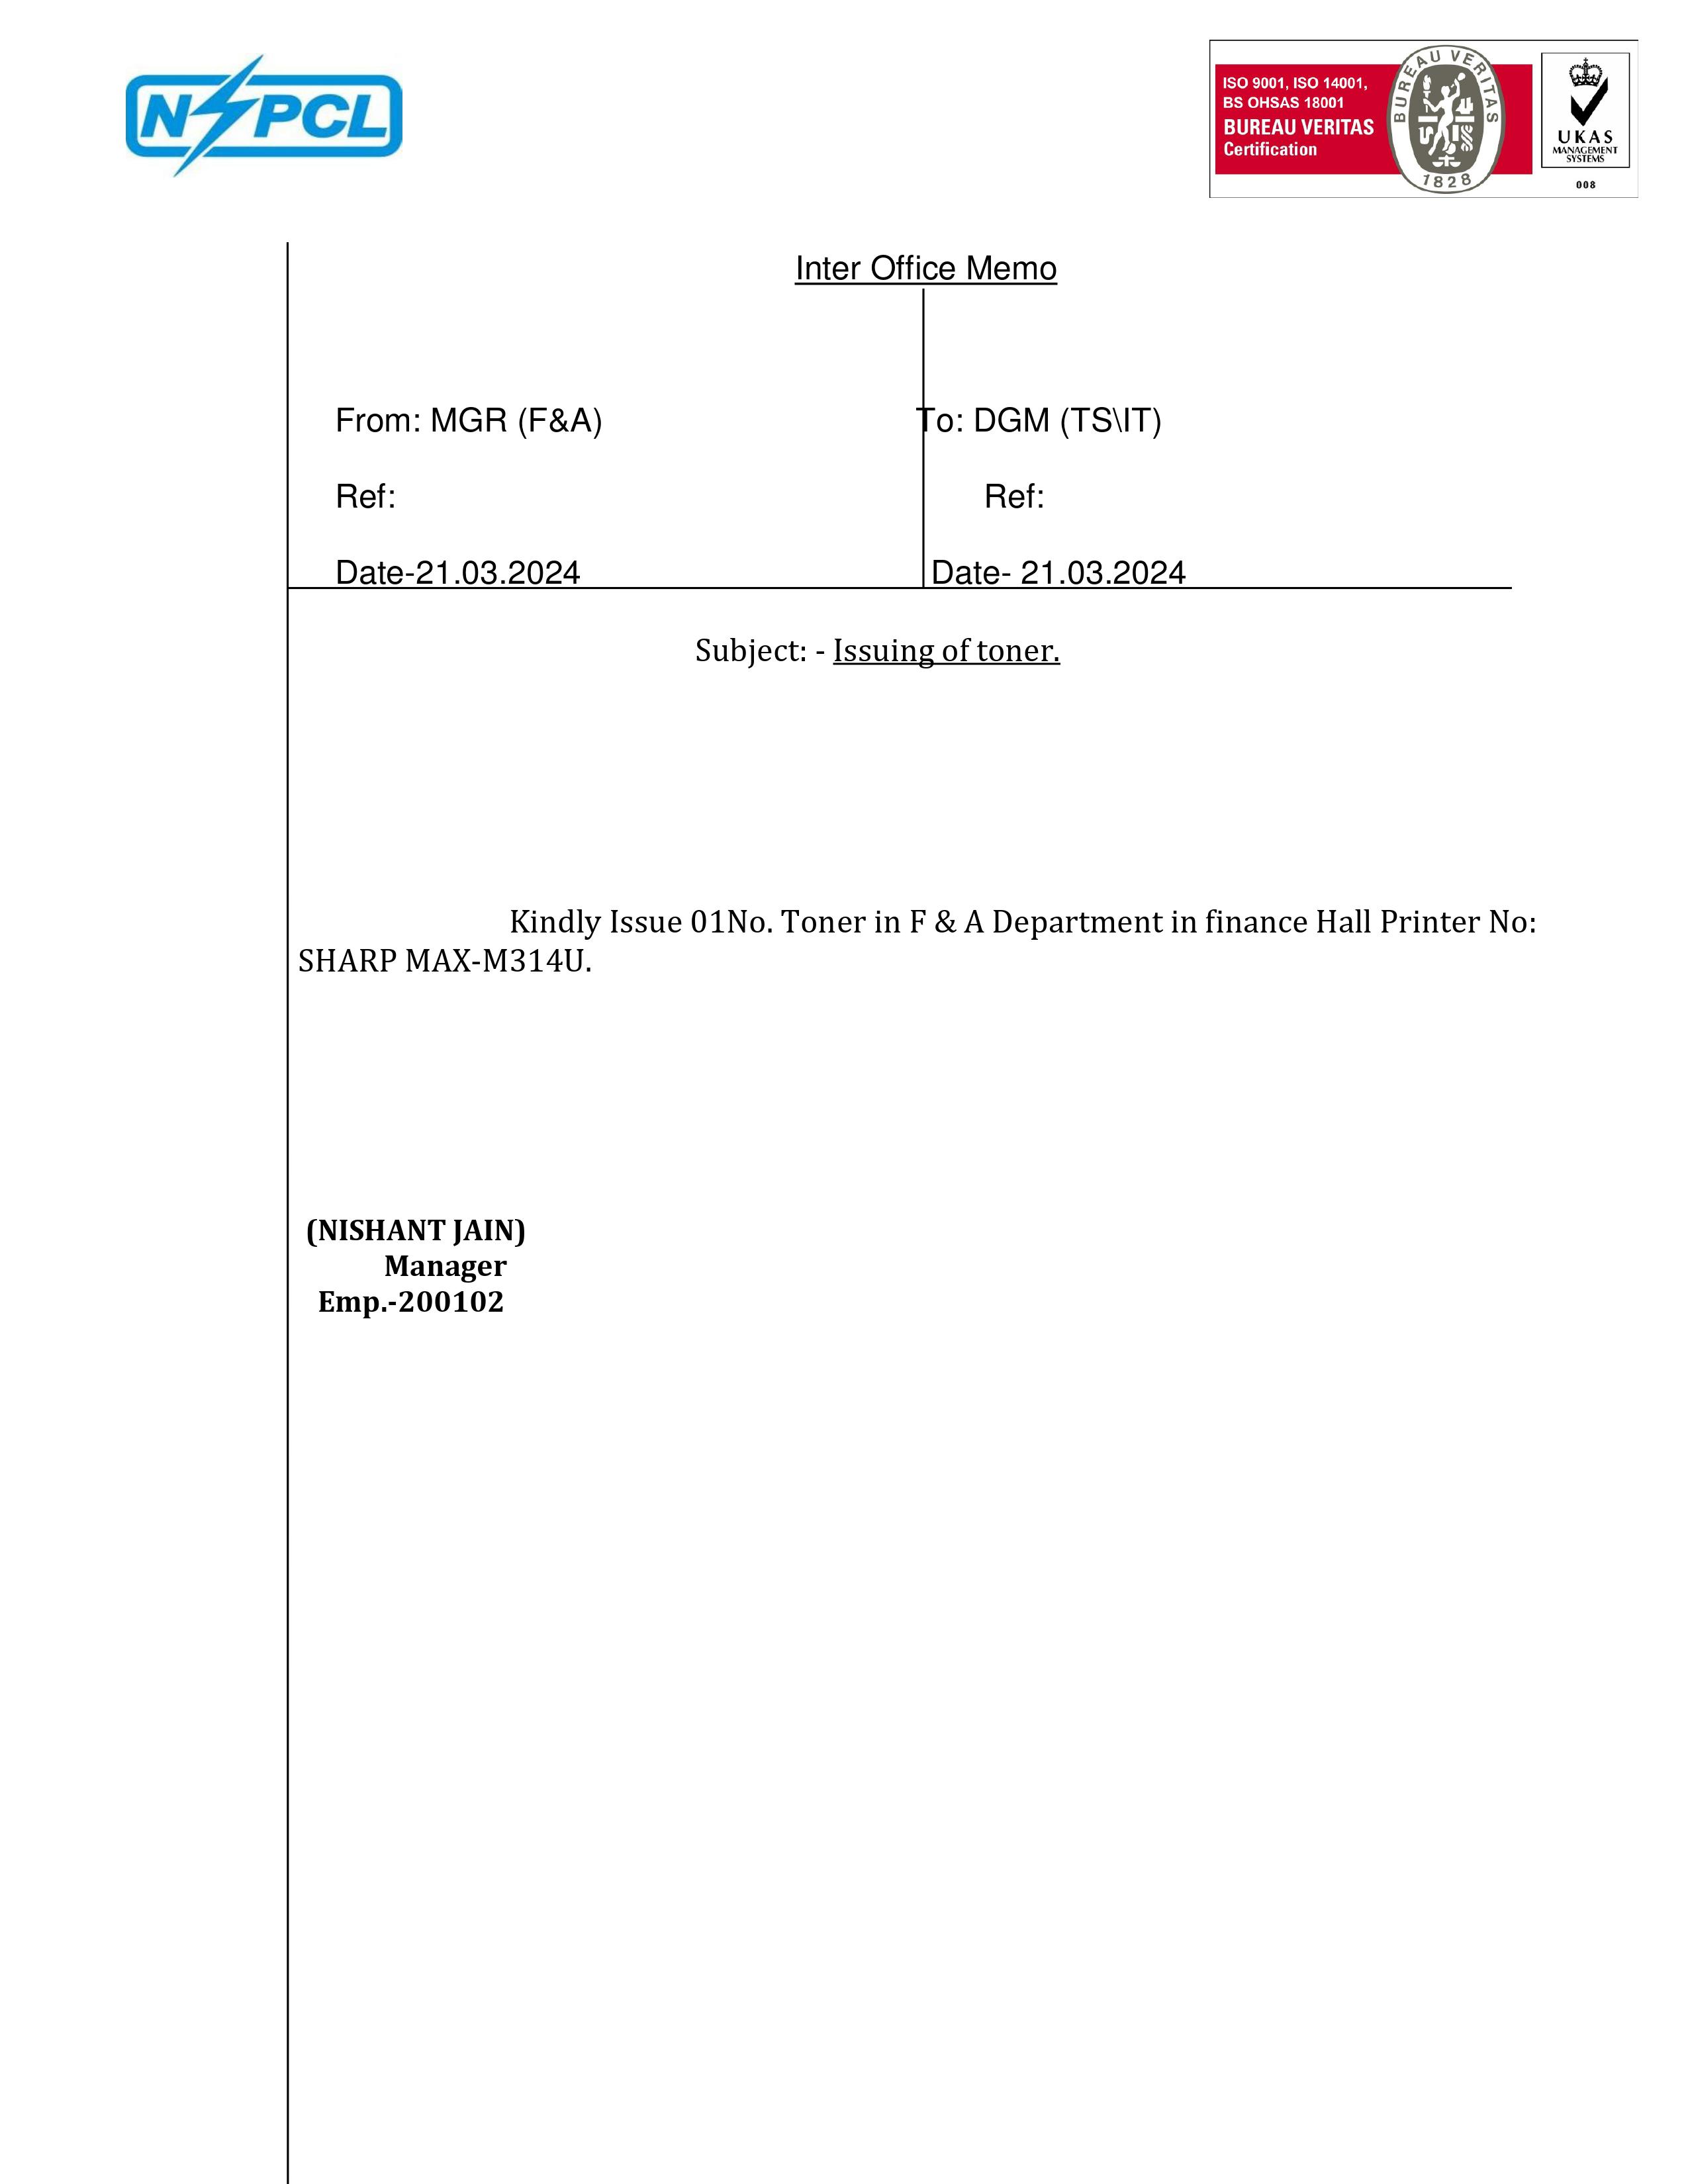 NSPCL
ISO 9001, ISO 14001,
BS OHSAS 18001
BUREAU VERITAS
Certification
BUREAU VERITAS
1828
UKAS
MANAGEMENT
SYSTEMS
008
Inter Office Memo
From: MGR (F&A) To: DGM (TS\IT)
Ref: Ref:
Date-21.03.2024 Date- 21.03.2024
Subject: - Issuing of toner.
Kindly Issue 01No. Toner in F & A Department in finance Hall Printer No:
SHARP MAX-M314U.
(NISHANT JAIN)
Manager
Emp.-200102